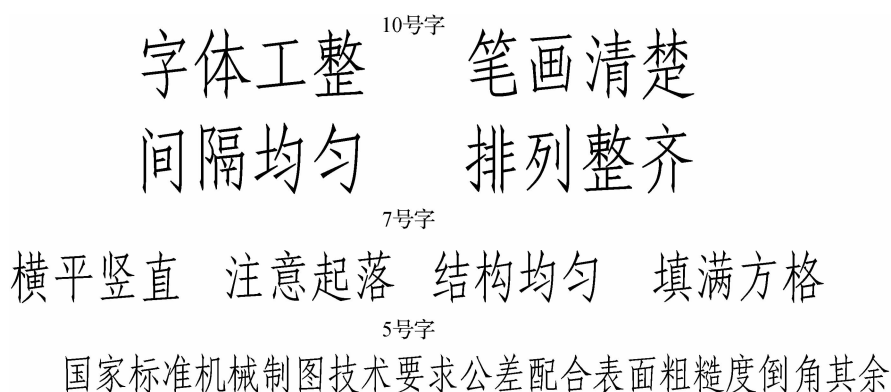 10号字
字体工整 笔画清楚
间隔均匀 排列整齐
7号字
横平竖直 注意起落 结构均匀 填满方格
5号字
国家标准机械制图技术要求公差配合表面粗糙度倒角其余